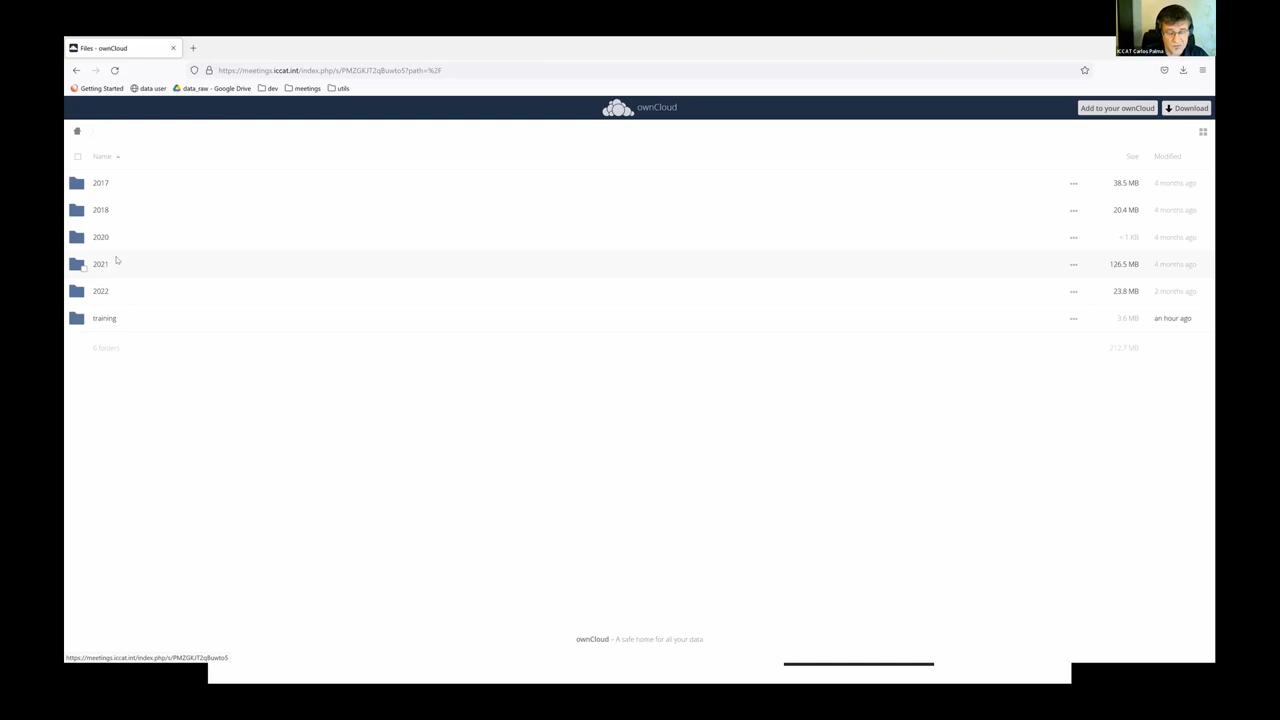 ICCAT Carlos Palma
Files - ownCloud
https://meetings.iccat.int/index.php/s/PMZGKJT2qBuwto5?path=%2F
Getting Started data user data_raw - Google Drive dev meetings utils
ownCloud Add to your ownCloud Download
Name Size Modified
2017 ... 38.5 MB 4 months ago
2018 ... 20.4 MB 4 months ago
2020 ... < 1 KB 4 months ago
2021 ... 126.5 MB 4 months ago
2022 ... 23.8 MB 2 months ago
training ... 3.6 MB an hour ago
6 folders 212.7 MB
ownCloud – A safe home for all your data
https://meetings.iccat.int/index.php/s/PMZGKJT2qBuwto5